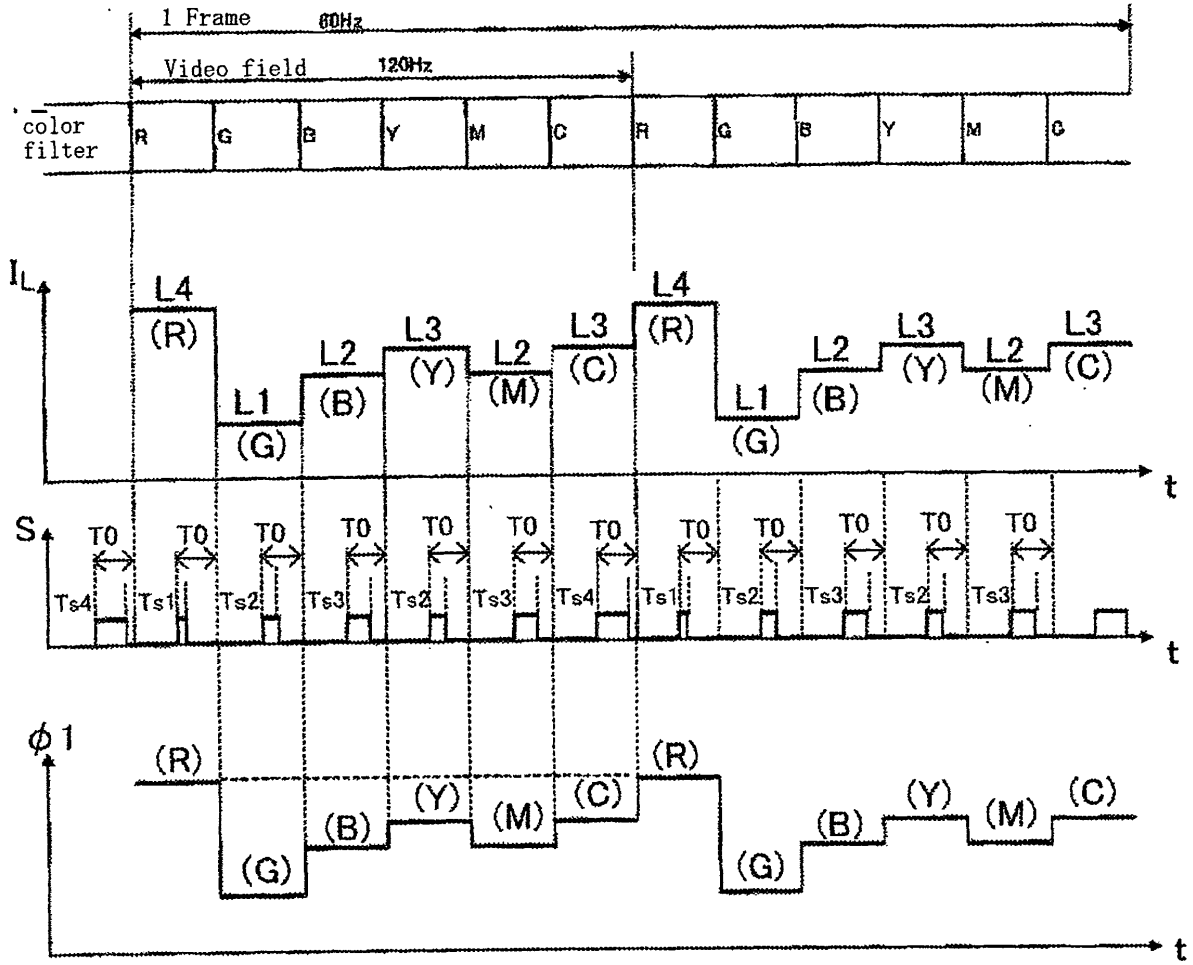 1 Frame 60Hz
Video field 120Hz
color
filter
R G B Y M C R G B Y M C
IL
L4 L4
(R) (R)
L3 L3 L3 L3
L2 L2 L2 L2
(Y) (C) (Y) (C)
(B) (M) (B) (M)
L1 L1
(G) (G)
t
S T0 T0 T0 T0 T0 T0 T0 T0 T0 T0 T0 T0
Ts4 Ts1 Ts2 Ts3 Ts2 Ts3 Ts4 Ts1 Ts2 Ts3 Ts2 Ts3
t
φ1
(R) (R)
(Y) (C) (Y) (C)
(B) (M) (B) (M)
(G) (G)
t